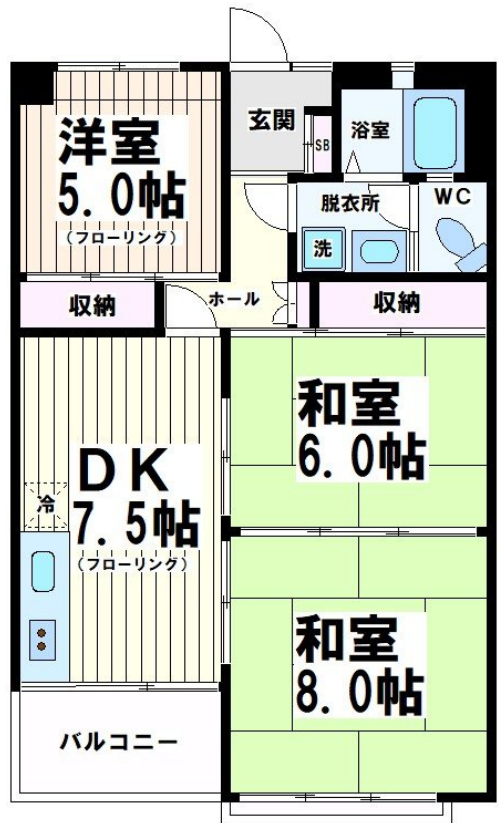 玄関
SB
浴室
洋室
5.0帖
(フローリング)
脱衣所
WC
洗
収納
ホール
収納
和室
6.0帖
DK
7.5帖
(フローリング)
冷
和室
8.0帖
バルコニー